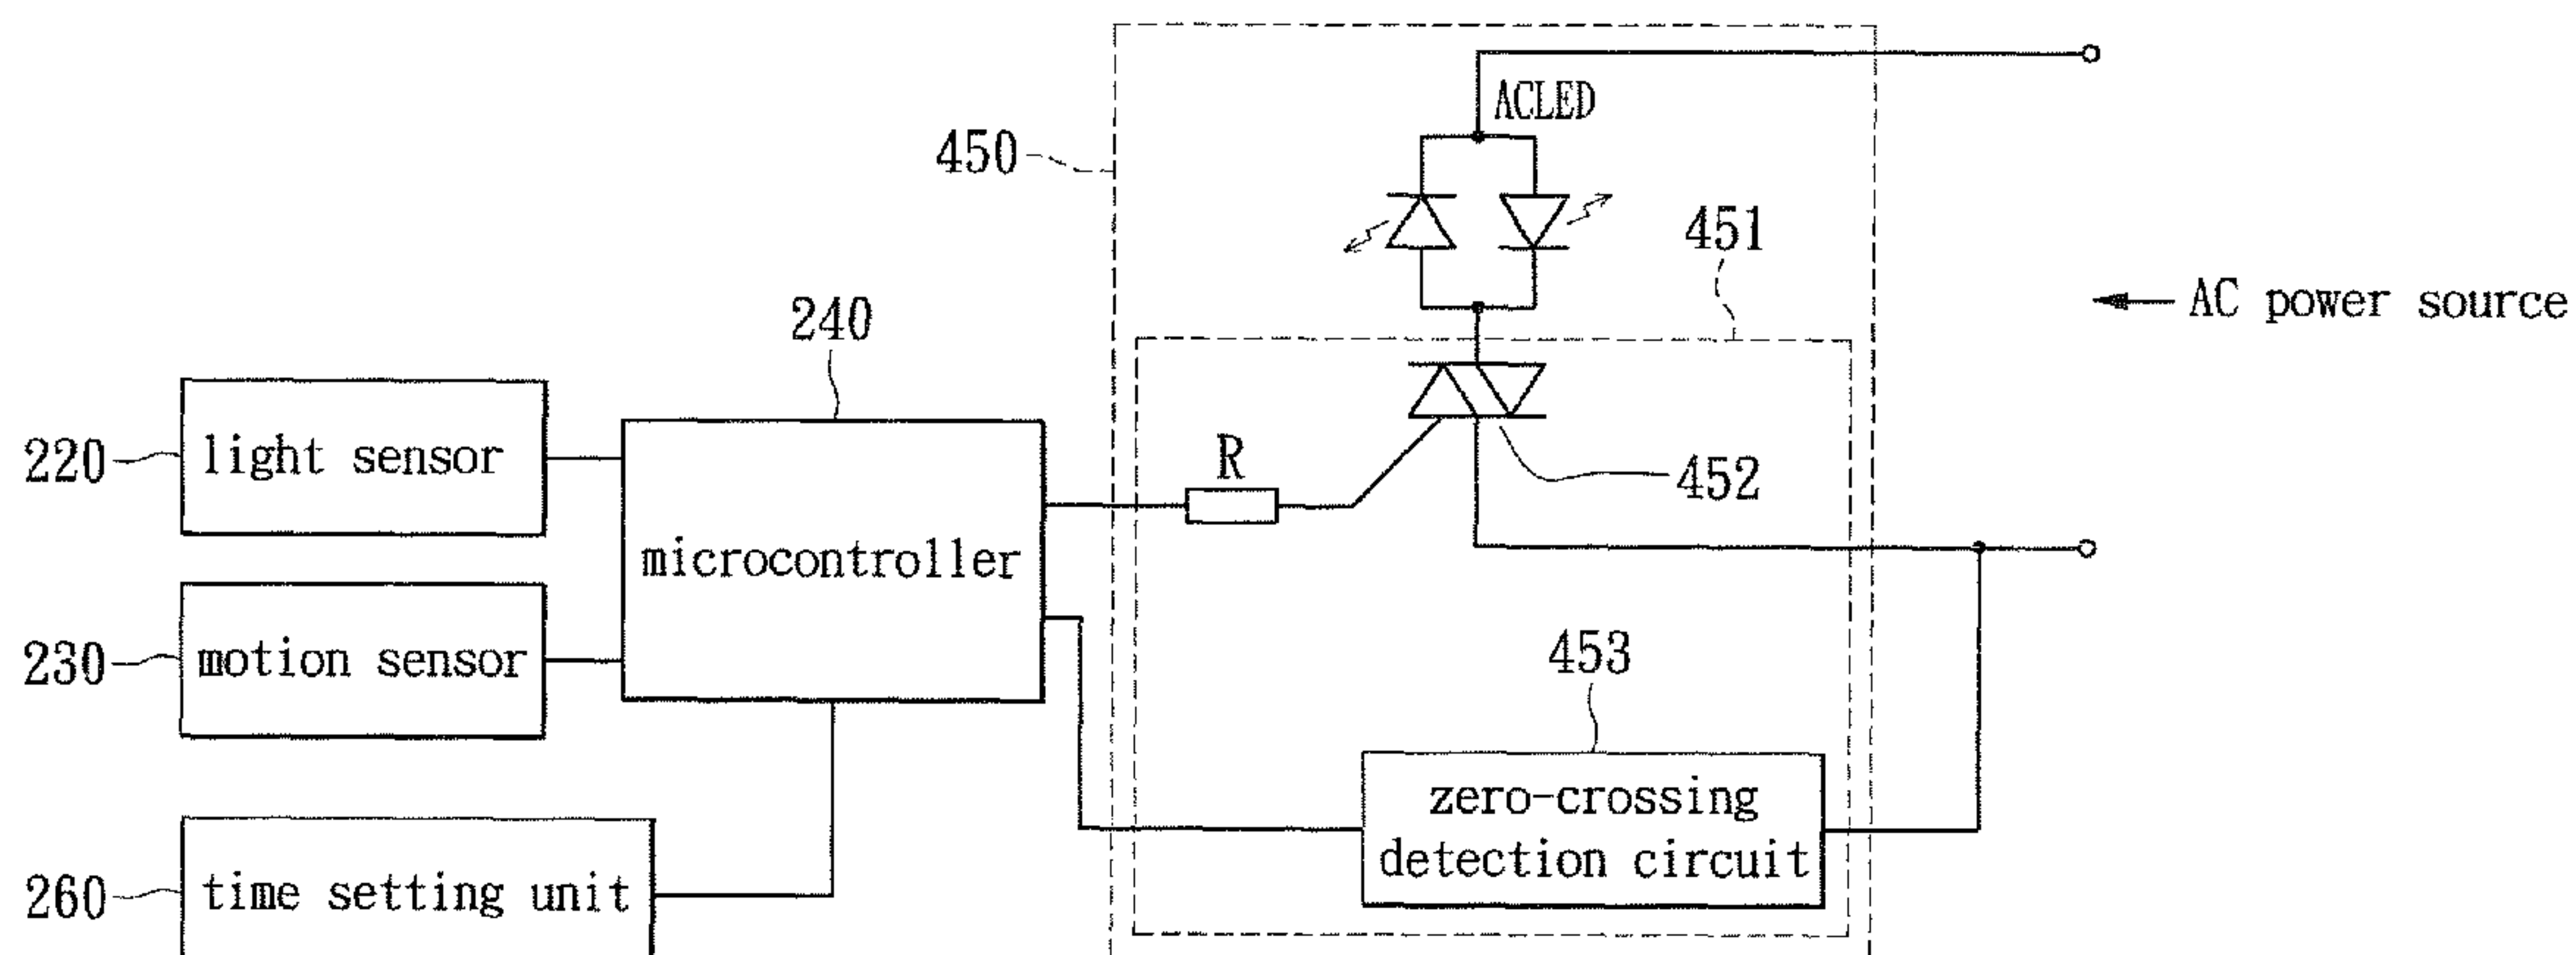 ACLED
450
451
AC power source
240
220
light sensor
R
452
microcontroller
230
motion sensor
453
zero-crossing
detection circuit
260
time setting unit